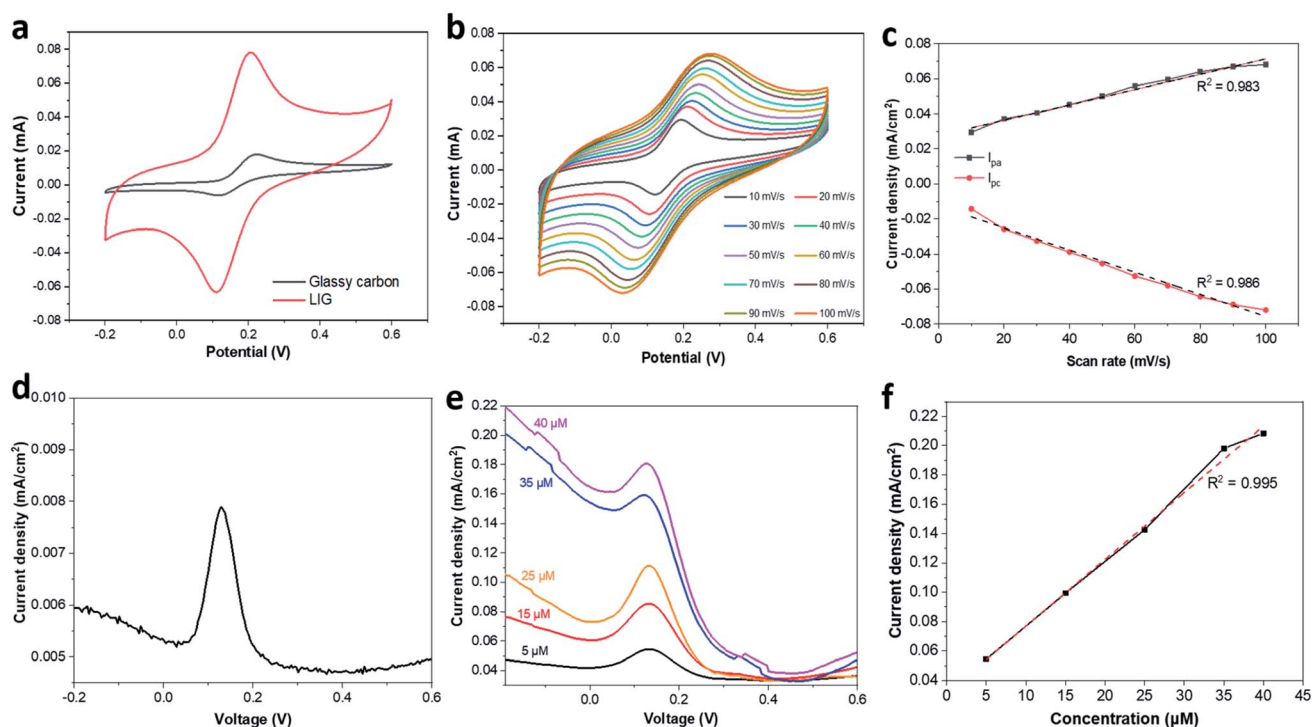 a
0.08
0.06
0.04
0.02
0.00
-0.02
-0.04
-0.06
-0.08
Current (mA)
Glassy carbon
LIG
-0.2
0.0
0.2
0.4
0.6
Potential (V)
b
0.08
0.06
0.04
0.02
0.00
-0.02
-0.04
-0.06
-0.08
Current (mA)
10 mV/s 20 mV/s
30 mV/s 40 mV/s
50 mV/s 60 mV/s
70 mV/s 80 mV/s
90 mV/s 100 mV/s
-0.2
0.0
0.2
0.4
0.6
Potential (V)
c
0.08
0.06
0.04
0.02
0.00
-0.02
-0.04
-0.06
-0.08
Current density (mA/cm²)
R² = 0.983
Ipa
Ipc
R² = 0.986
0
20
40
60
80
100
Scan rate (mV/s)
d
0.010
0.009
0.008
0.007
0.006
0.005
Current density (mA/cm²)
-0.2
0.0
0.2
0.4
0.6
Voltage (V)
e
0.22
0.20
0.18
0.16
0.14
0.12
0.10
0.08
0.06
0.04
Current density (mA/cm²)
40 µM
35 µM
25 µM
15 µM
5 µM
0.0
0.2
0.4
0.6
Voltage (V)
f
0.22
0.20
0.18
0.16
0.14
0.12
0.10
0.08
0.06
0.04
Current density (mA/cm²)
R² = 0.995
0
5
10
15
20
25
30
35
40
45
Concentration (µM)